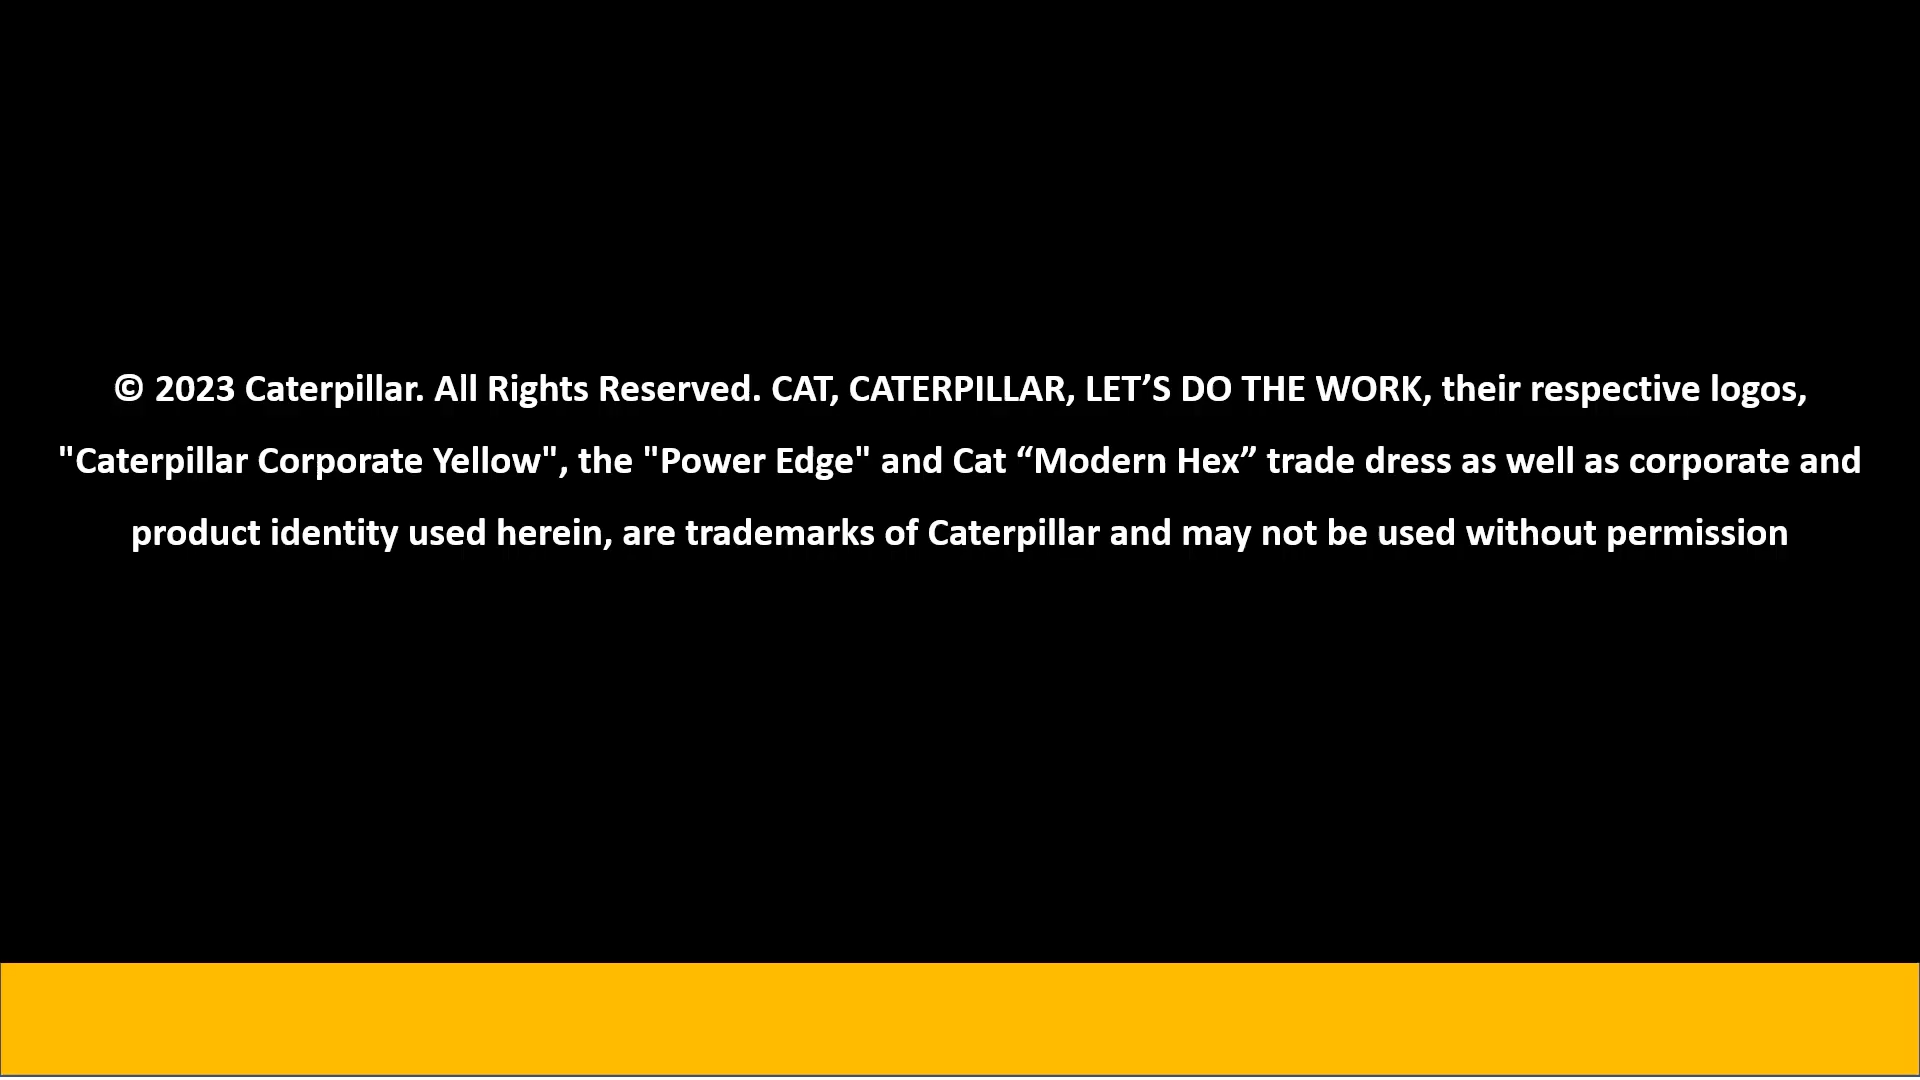 © 2023 Caterpillar. All Rights Reserved. CAT, CATERPILLAR, LET’S DO THE WORK, their respective logos,
"Caterpillar Corporate Yellow", the "Power Edge" and Cat “Modern Hex” trade dress as well as corporate and
product identity used herein, are trademarks of Caterpillar and may not be used without permission